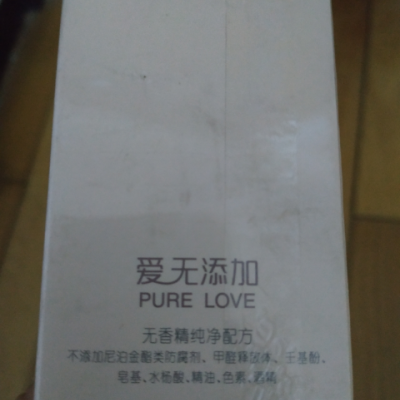 爱无添加
PURE LOVE
无香精纯净配方
不添加尼泊金酯类防腐剂、甲醛释放体、壬基酚、
皂基、水杨酸、精油、色素、酒精